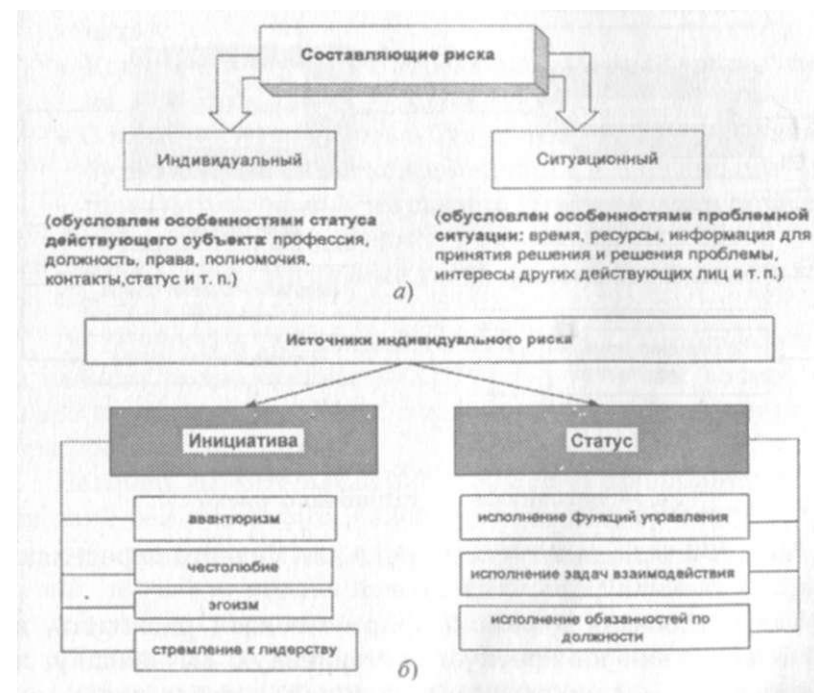 Составляющие риска
Индивидуальный
Ситуационный
(обусловлен особенностями статуса
действующего субъекта: профессия,
должность, права, полномочия,
контакты,статус и т. п.)
(обусловлен особенностями проблемной
ситуации: время, ресурсы, информация для
принятия решения и решения проблемы,
интересы других действующих лиц и т. п.)
а)
Источники индивидуального риска
Инициатива
авантюризм
честолюбие
эгоизм
стремление к лидерству
Статус
исполнение функций управления
исполнение задач взаимодействия
исполнение обязанностей по
должности
б)